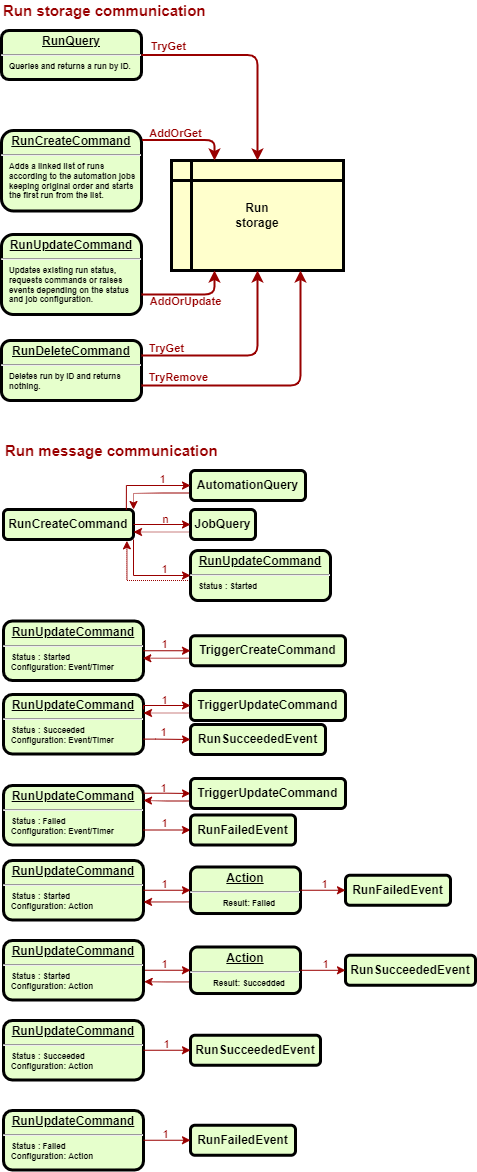 Run storage communication
RunQuery
Queries and returns a run by ID.
TryGet
RunCreateCommand
Adds a linked list of runs
according to the automation jobs
keeping original order and starts
the first run from the list.
AddOrGet
Run
storage
RunUpdateCommand
Updates existing run status,
requests commands or raises
events depending on the status
and job configuration.
AddOrUpdate
RunDeleteCommand
Deletes run by ID and returns
nothing.
TryGet
TryRemove
Run message communication
RunCreateCommand
1
AutomationQuery
n
JobQuery
1
RunUpdateCommand
Status : Started
RunUpdateCommand
Status : Started
Configuration: Event/Timer
1
TriggerCreateCommand
RunUpdateCommand
Status : Succeeded
Configuration: Event/Timer
1
TriggerUpdateCommand
1
RunSucceededEvent
RunUpdateCommand
Status : Failed
Configuration: Event/Timer
1
TriggerUpdateCommand
1
RunFailedEvent
RunUpdateCommand
Status : Started
Configuration: Action
1
Action
Result: Failed
1
RunFailedEvent
RunUpdateCommand
Status : Started
Configuration: Action
1
Action
Result: Succedded
1
RunSucceededEvent
RunUpdateCommand
Status : Succeeded
Configuration: Action
1
RunSucceededEvent
RunUpdateCommand
Status : Failed
Configuration: Action
1
RunFailedEvent